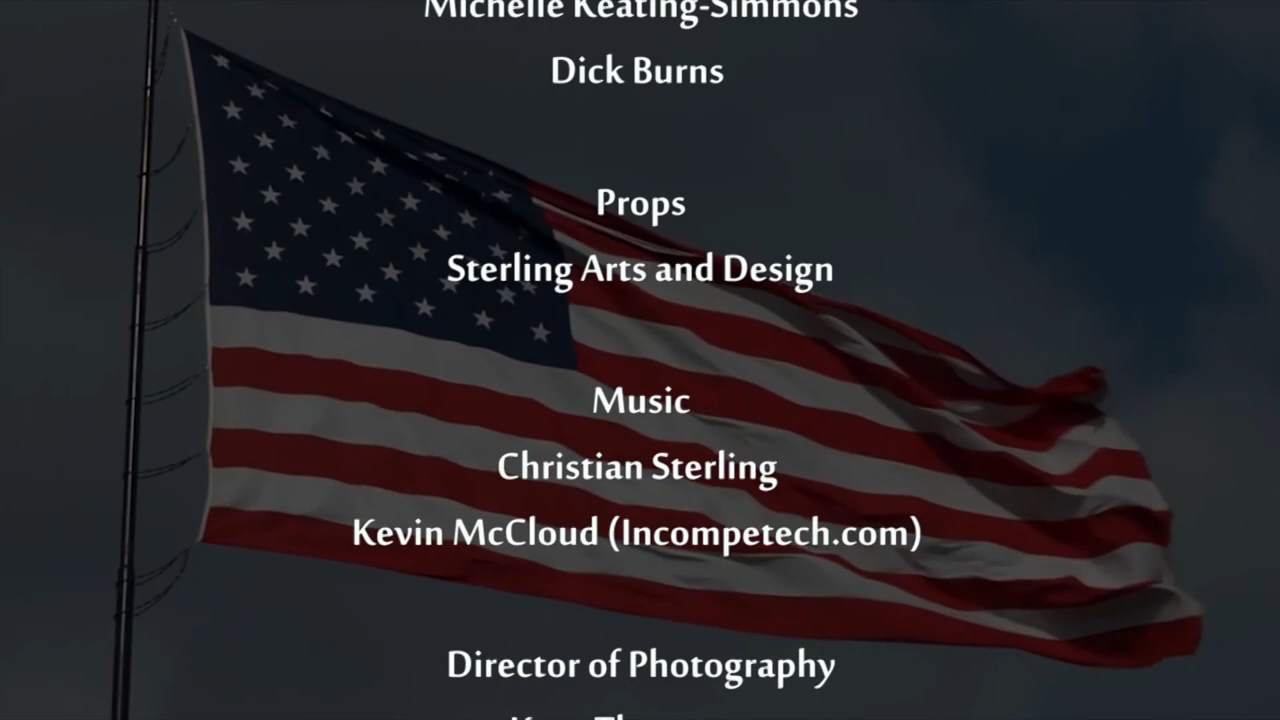 Michelle Keating-Simmons
Dick Burns
Props
Sterling Arts and Design
Music
Christian Sterling
Kevin McCloud (Incompetech.com)
Director of Photography